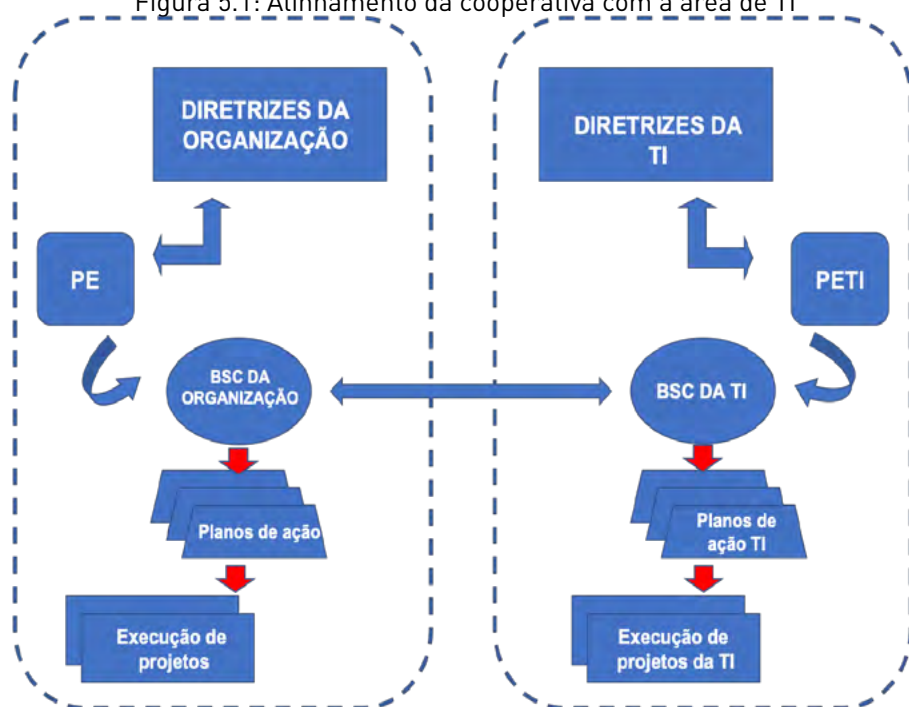 Figura 5.1: Alinhamento da cooperativa com a área de TI
DIRETRIZES DA
ORGANIZAÇÃO
PE
BSC DA
ORGANIZAÇÃO
Planos de ação
Execução de
projetos
DIRETRIZES DA
TI
PETI
BSC DA TI
Planos de
ação TI
Execução de
projetos da TI